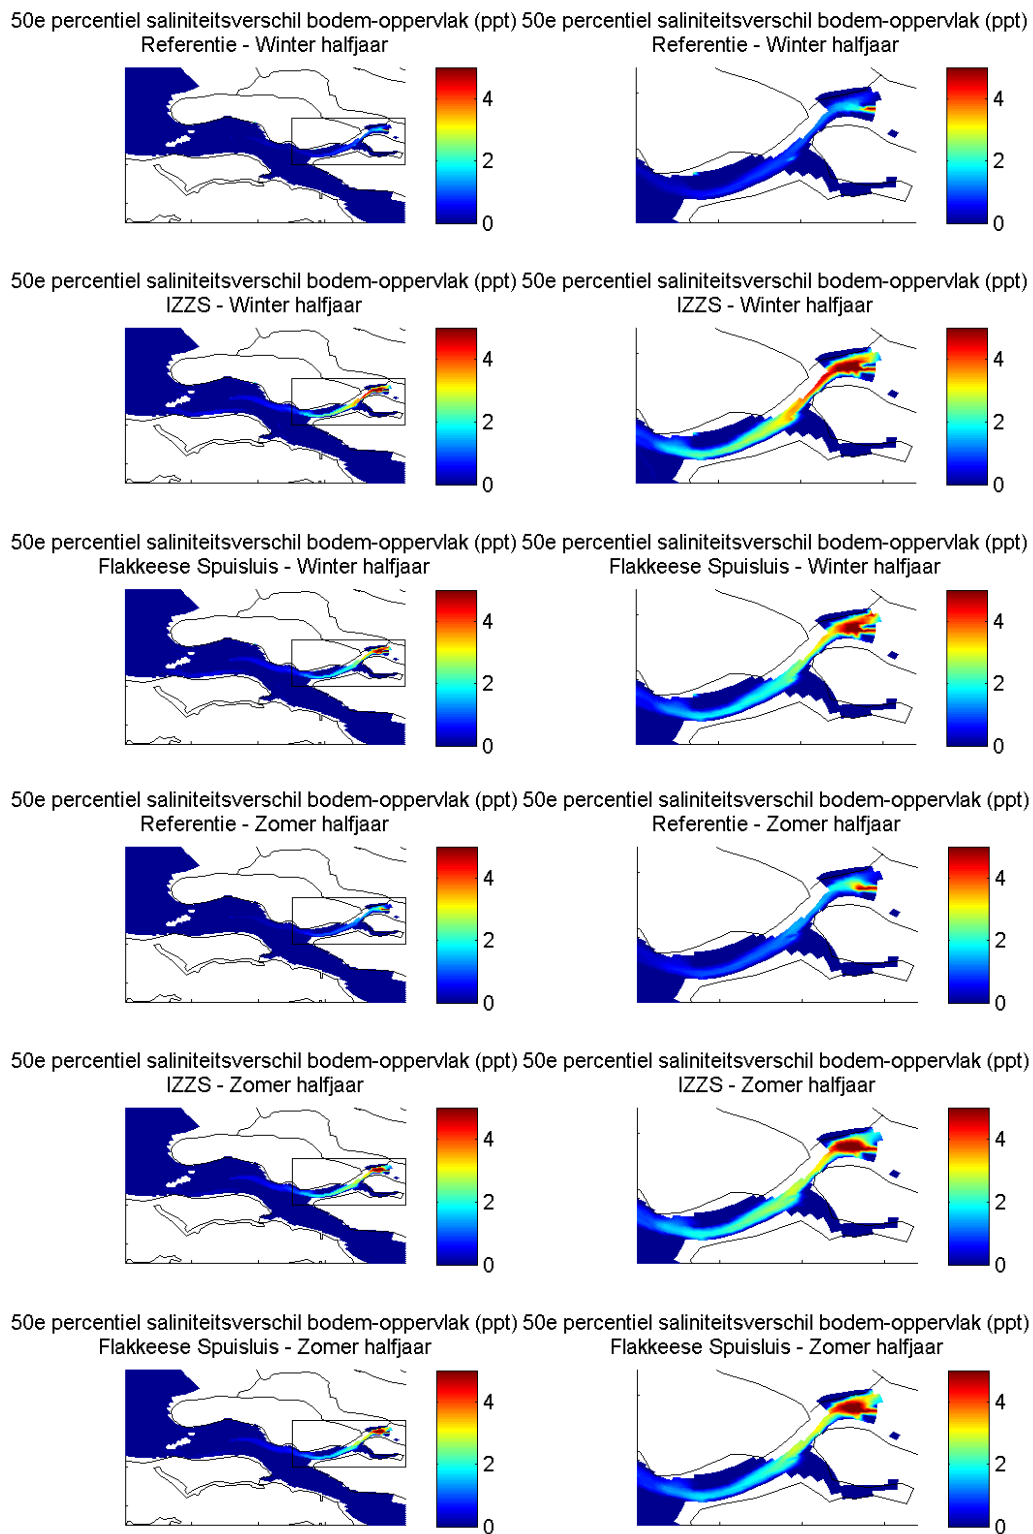 50e percentiel saliniteitsverschil bodem-oppervlak (ppt) 50e percentiel saliniteitsverschil bodem-oppervlak (ppt)
Referentie - Winter halfjaar Referentie - Winter halfjaar
4 4
2 2
0 0
50e percentiel saliniteitsverschil bodem-oppervlak (ppt) 50e percentiel saliniteitsverschil bodem-oppervlak (ppt)
IZZS - Winter halfjaar IZZS - Winter halfjaar
4 4
2 2
0 0
50e percentiel saliniteitsverschil bodem-oppervlak (ppt) 50e percentiel saliniteitsverschil bodem-oppervlak (ppt)
Flakkeese Spuisluis - Winter halfjaar Flakkeese Spuisluis - Winter halfjaar
4 4
2 2
0 0
50e percentiel saliniteitsverschil bodem-oppervlak (ppt) 50e percentiel saliniteitsverschil bodem-oppervlak (ppt)
Referentie - Zomer halfjaar Referentie - Zomer halfjaar
4 4
2 2
0 0
50e percentiel saliniteitsverschil bodem-oppervlak (ppt) 50e percentiel saliniteitsverschil bodem-oppervlak (ppt)
IZZS - Zomer halfjaar IZZS - Zomer halfjaar
4 4
2 2
0 0
50e percentiel saliniteitsverschil bodem-oppervlak (ppt) 50e percentiel saliniteitsverschil bodem-oppervlak (ppt)
Flakkeese Spuisluis - Zomer halfjaar Flakkeese Spuisluis - Zomer halfjaar
4 4
2 2
0 0